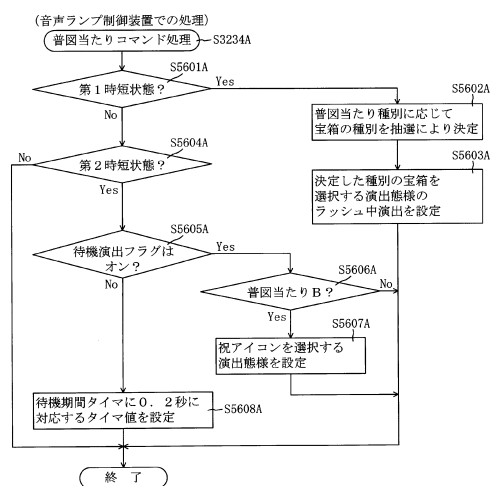 (音声ランプ制御装置での処理)
普図当たりコマンド処理
S3234A
S5601A
第1時短状態?
Yes
No
S5602A
普図当たり種別に応じて
宝箱の種別を抽選により決定
S5603A
決定した種別の宝箱を
選択する演出態様の
ラッシュ中演出を設定
S5604A
第2時短状態?
No
Yes
S5605A
待機演出フラグは
オン?
Yes
No
S5606A
普図当たりB?
No
Yes
S5607A
祝アイコンを選択する
演出態様を設定
待機期間タイマに0.2秒に
対応するタイマ値を設定
S5608A
終 了